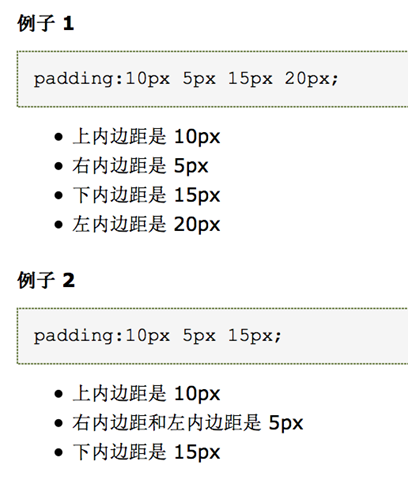 例子 1
padding:10px 5px 15px 20px;
● 上内边距是 10px
● 右内边距是 5px
● 下内边距是 15px
● 左内边距是 20px
例子 2
padding:10px 5px 15px;
● 上内边距是 10px
● 右内边距和左内边距是 5px
● 下内边距是 15px